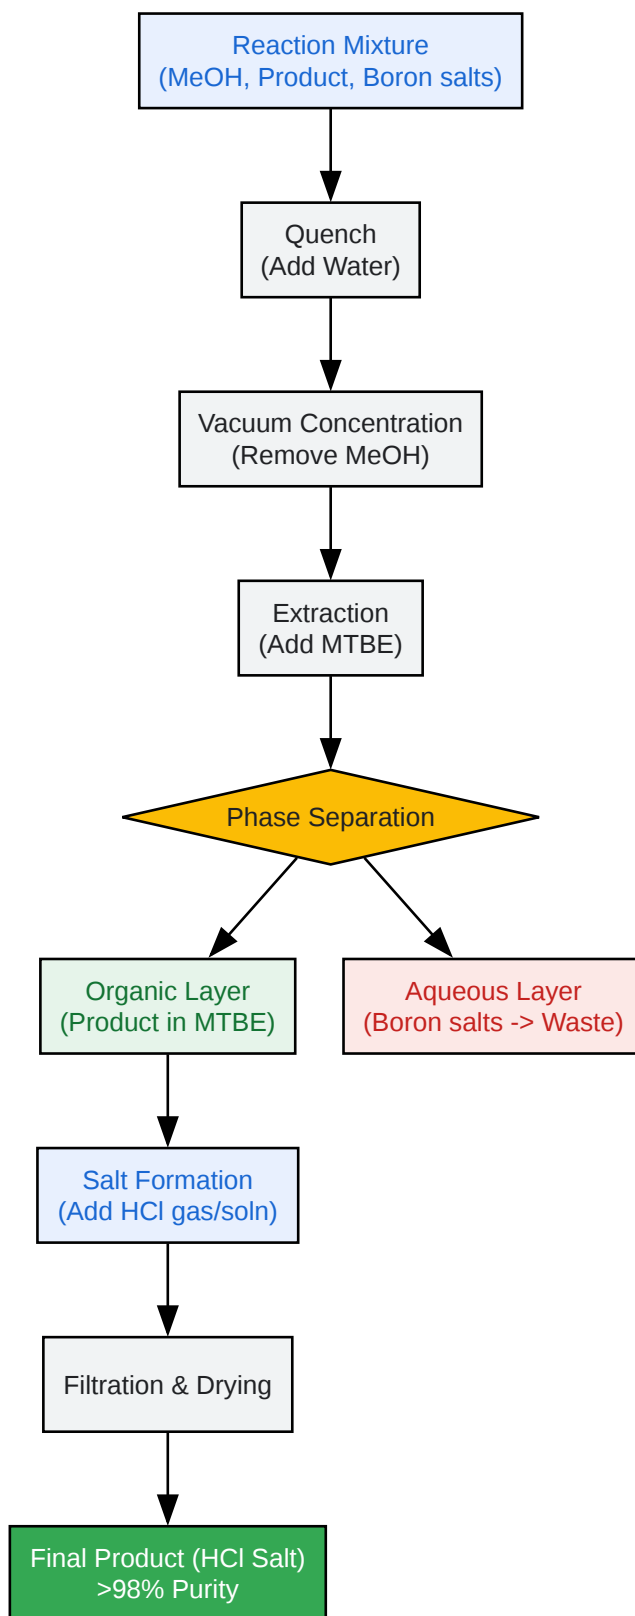 Reaction Mixture
(MeOH, Product, Boron salts)
Quench
(Add Water)
Vacuum Concentration
(Remove MeOH)
Extraction
(Add MTBE)
Phase Separation
Organic Layer
(Product in MTBE)
Aqueous Layer
(Boron salts -> Waste)
Salt Formation
(Add HCl gas/soln)
Filtration & Drying
Final Product (HCl Salt)
>98% Purity